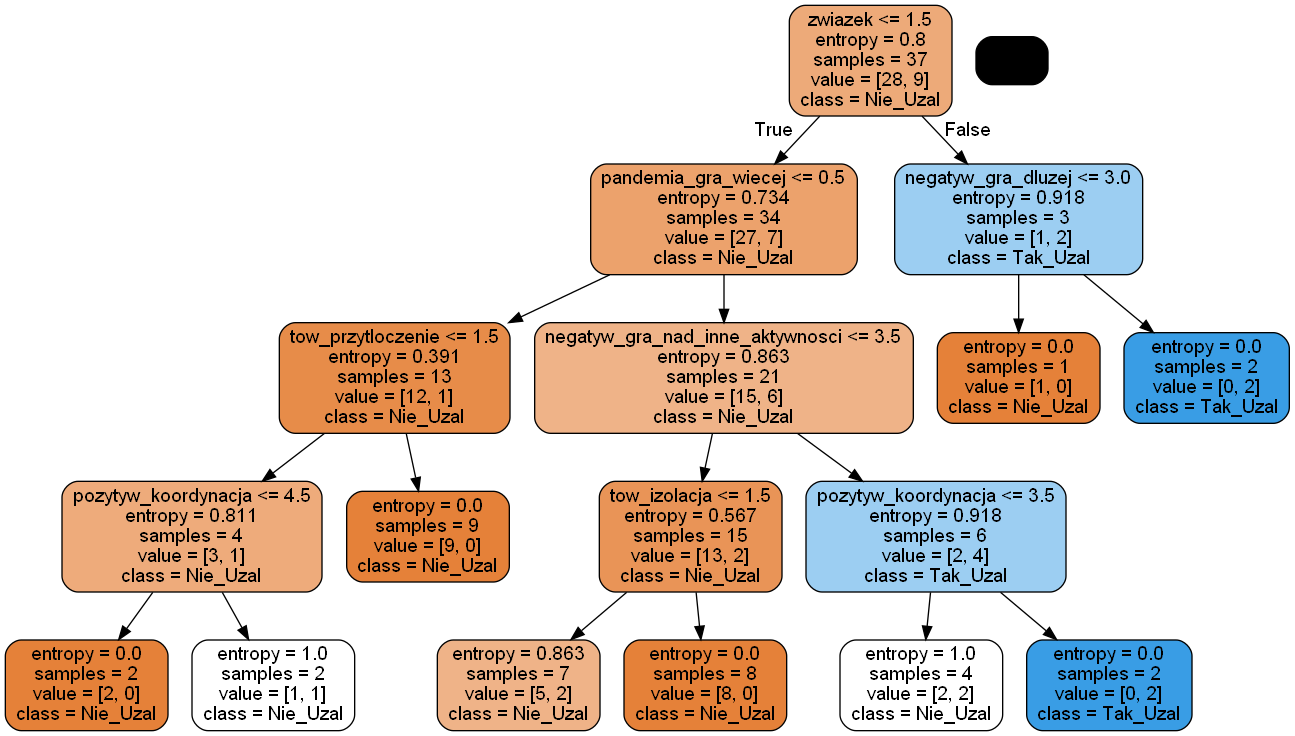 zwiazek <= 1.5
entropy = 0.8
samples = 37
value = [28, 9]
class = Nie_Uzal
True
False
pandemia_gra_wiecej <= 0.5
entropy = 0.734
samples = 34
value = [27, 7]
class = Nie_Uzal
negatyw_gra_dluzej <= 3.0
entropy = 0.918
samples = 3
value = [1, 2]
class = Tak_Uzal
tow_przytloczenie <= 1.5
entropy = 0.391
samples = 13
value = [12, 1]
class = Nie_Uzal
negatyw_gra_nad_inne_aktywnosci <= 3.5
entropy = 0.863
samples = 21
value = [15, 6]
class = Nie_Uzal
entropy = 0.0
samples = 1
value = [1, 0]
class = Nie_Uzal
entropy = 0.0
samples = 2
value = [0, 2]
class = Tak_Uzal
pozytyw_koordynacja <= 4.5
entropy = 0.811
samples = 4
value = [3, 1]
class = Nie_Uzal
entropy = 0.0
samples = 9
value = [9, 0]
class = Nie_Uzal
tow_izolacja <= 1.5
entropy = 0.567
samples = 15
value = [13, 2]
class = Nie_Uzal
pozytyw_koordynacja <= 3.5
entropy = 0.918
samples = 6
value = [2, 4]
class = Tak_Uzal
entropy = 0.0
samples = 2
value = [2, 0]
class = Nie_Uzal
entropy = 1.0
samples = 2
value = [1, 1]
class = Nie_Uzal
entropy = 0.863
samples = 7
value = [5, 2]
class = Nie_Uzal
entropy = 0.0
samples = 8
value = [8, 0]
class = Nie_Uzal
entropy = 1.0
samples = 4
value = [2, 2]
class = Nie_Uzal
entropy = 0.0
samples = 2
value = [0, 2]
class = Tak_Uzal